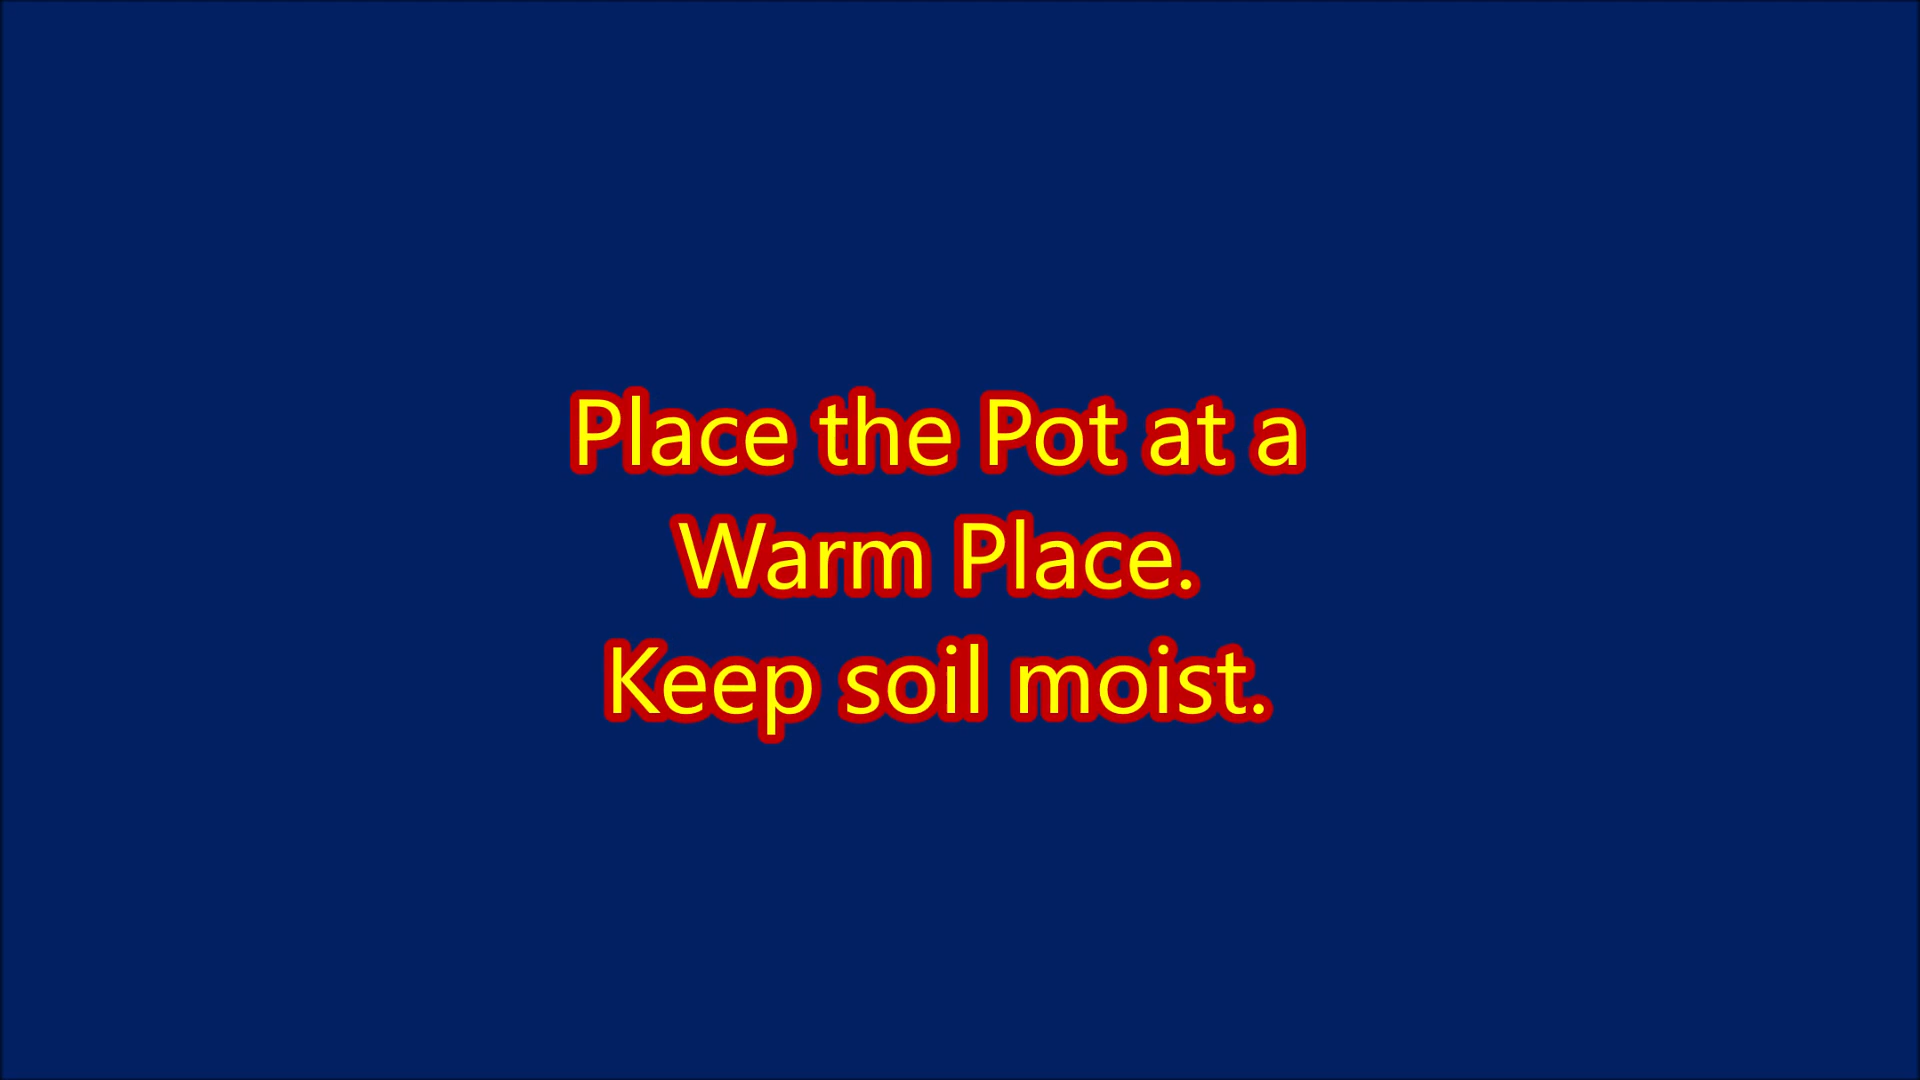 Place the Pot at a
Warm Place.
Keep soil moist.